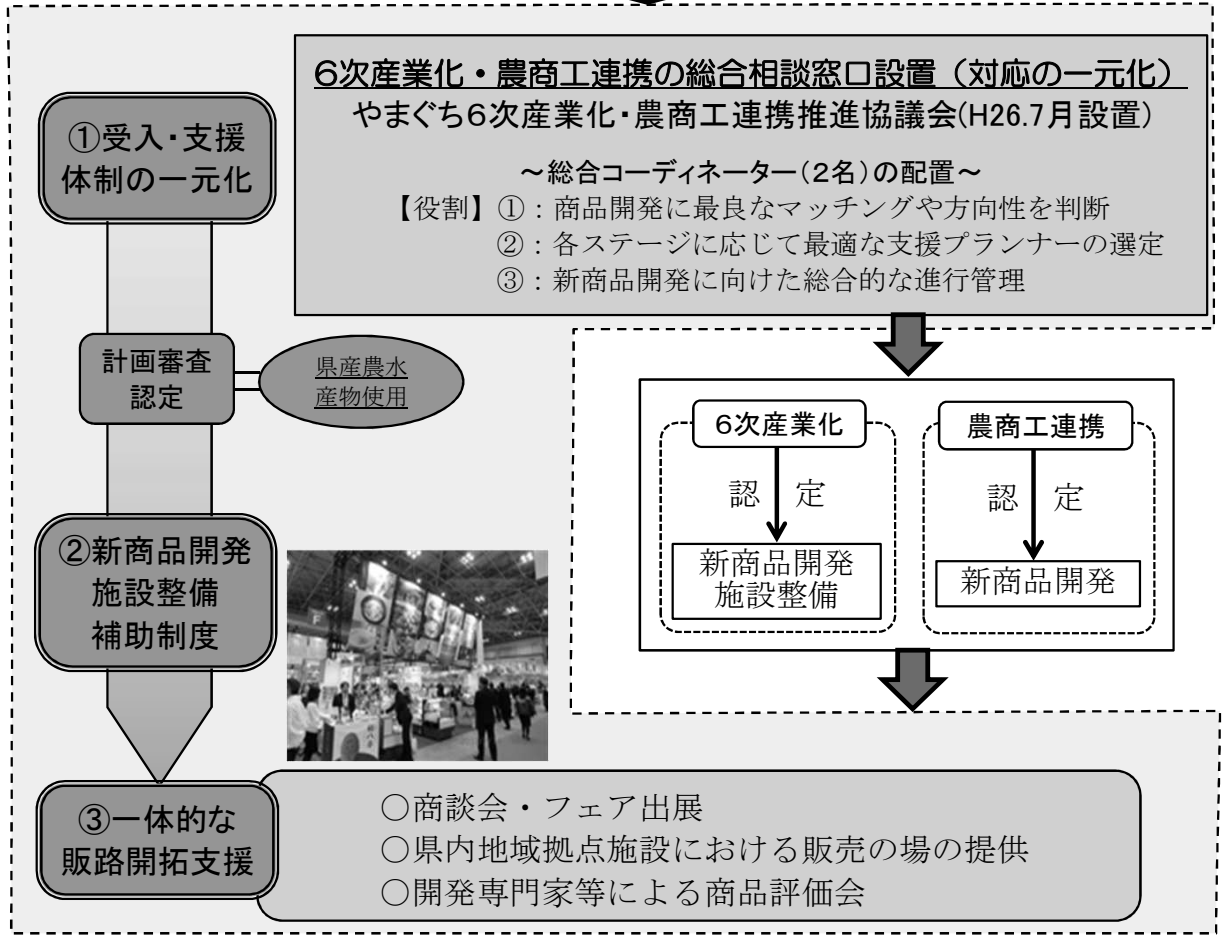 6次産業化・農商工連携の総合相談窓口設置（対応の一元化）
やまぐち6次産業化・農商工連携推進協議会(H26.7月設置)
～総合コーディネーター(2名)の配置～
【役割】①：商品開発に最良なマッチングや方向性を判断
②：各ステージに応じて最適な支援プランナーの選定
③：新商品開発に向けた総合的な進行管理
①受入・支援
体制の一元化
計画審査
認定
県産農水
産物使用
6次産業化
認定
新商品開発
施設整備
農商工連携
認定
新商品開発
②新商品開発
施設整備
補助制度
③一体的な
販路開拓支援
○商談会・フェア出展
○県内地域拠点施設における販売の場の提供
○開発専門家等による商品評価会